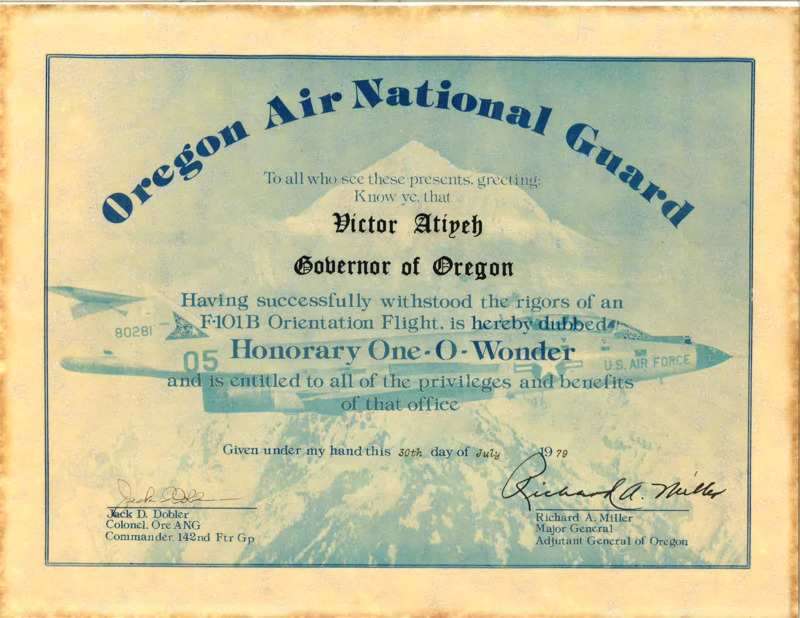 Oregon Air National Guard
To all who see these presents, greeting:
Know ye, that
Victor Atiyeh
Governor of Oregon
Having successfully withstood the rigors of an
F-101B Orientation Flight, is hereby dubbed
Honorary One-O-Wonder
and is entitled to all of the privileges and benefits
of that office
80281
05
U.S. AIR FORCE
Given under my hand this 30th day of July 1979
Jack D. Dobler
Jack D. Dobler
Colonel, Ore ANG
Commander, 142nd Ftr Gp
Richard A. Miller
Richard A. Miller
Major General
Adjutant General of Oregon